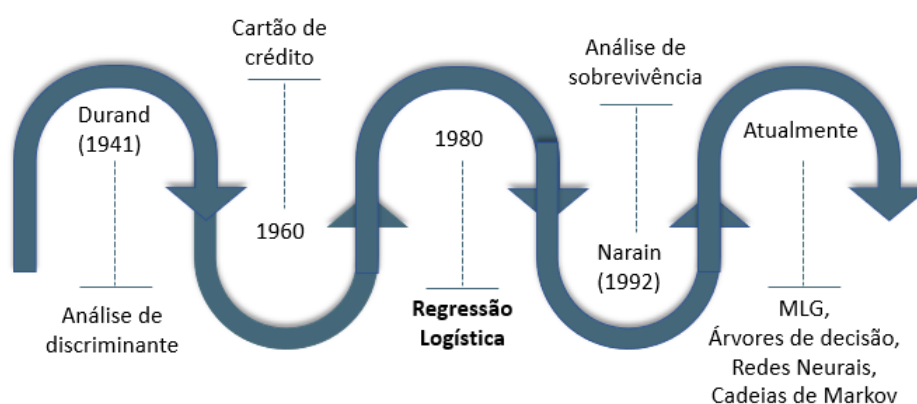 Durand
(1941)
Análise de
discriminante
Cartão de
crédito
1960
1980
Regressão
Logística
Análise de
sobrevivência
Narain
(1992)
Atualmente
MLG,
Árvores de decisão,
Redes Neurais,
Cadeias de Markov